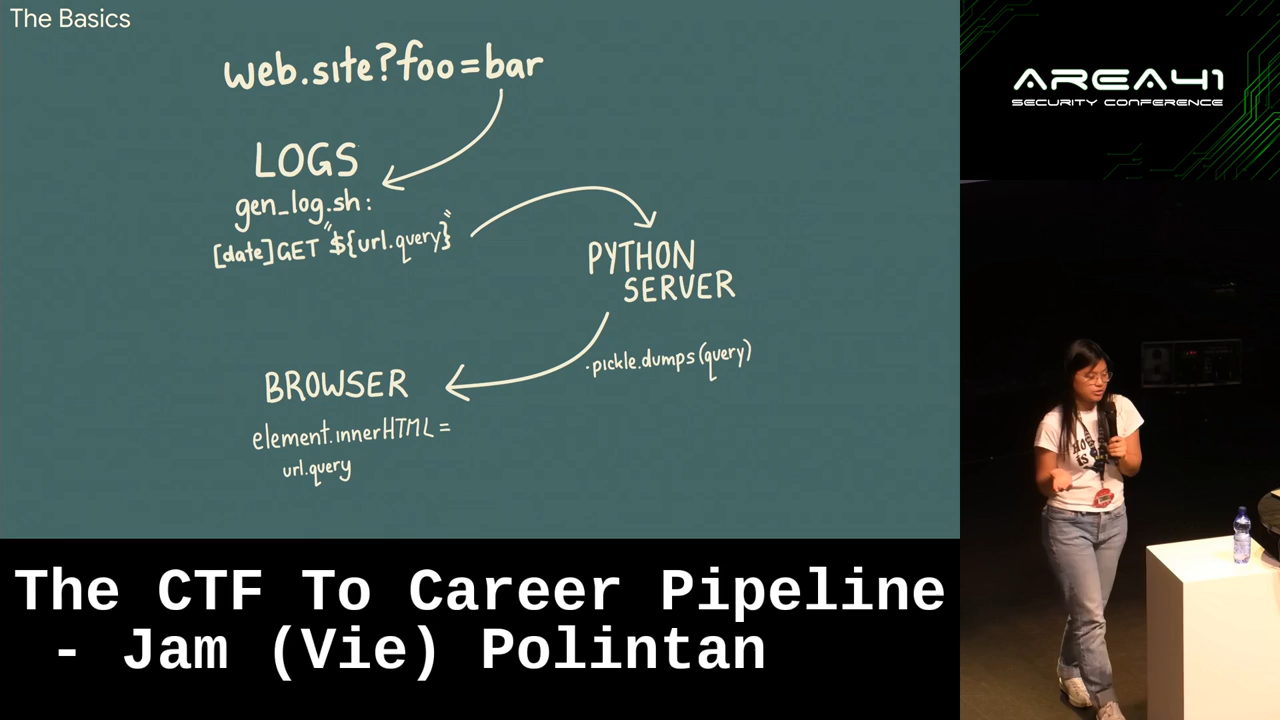 The Basics
web.site?foo=bar
LOGS
gen_log.sh:
[date]GET "${url.query}"
PYTHON
SERVER
.pickle.dumps(query)
BROWSER
element.innerHTML =
url.query
The CTF To Career Pipeline
- Jam (Vie) Polintan
AREA41
SECURITY CONFERENCE